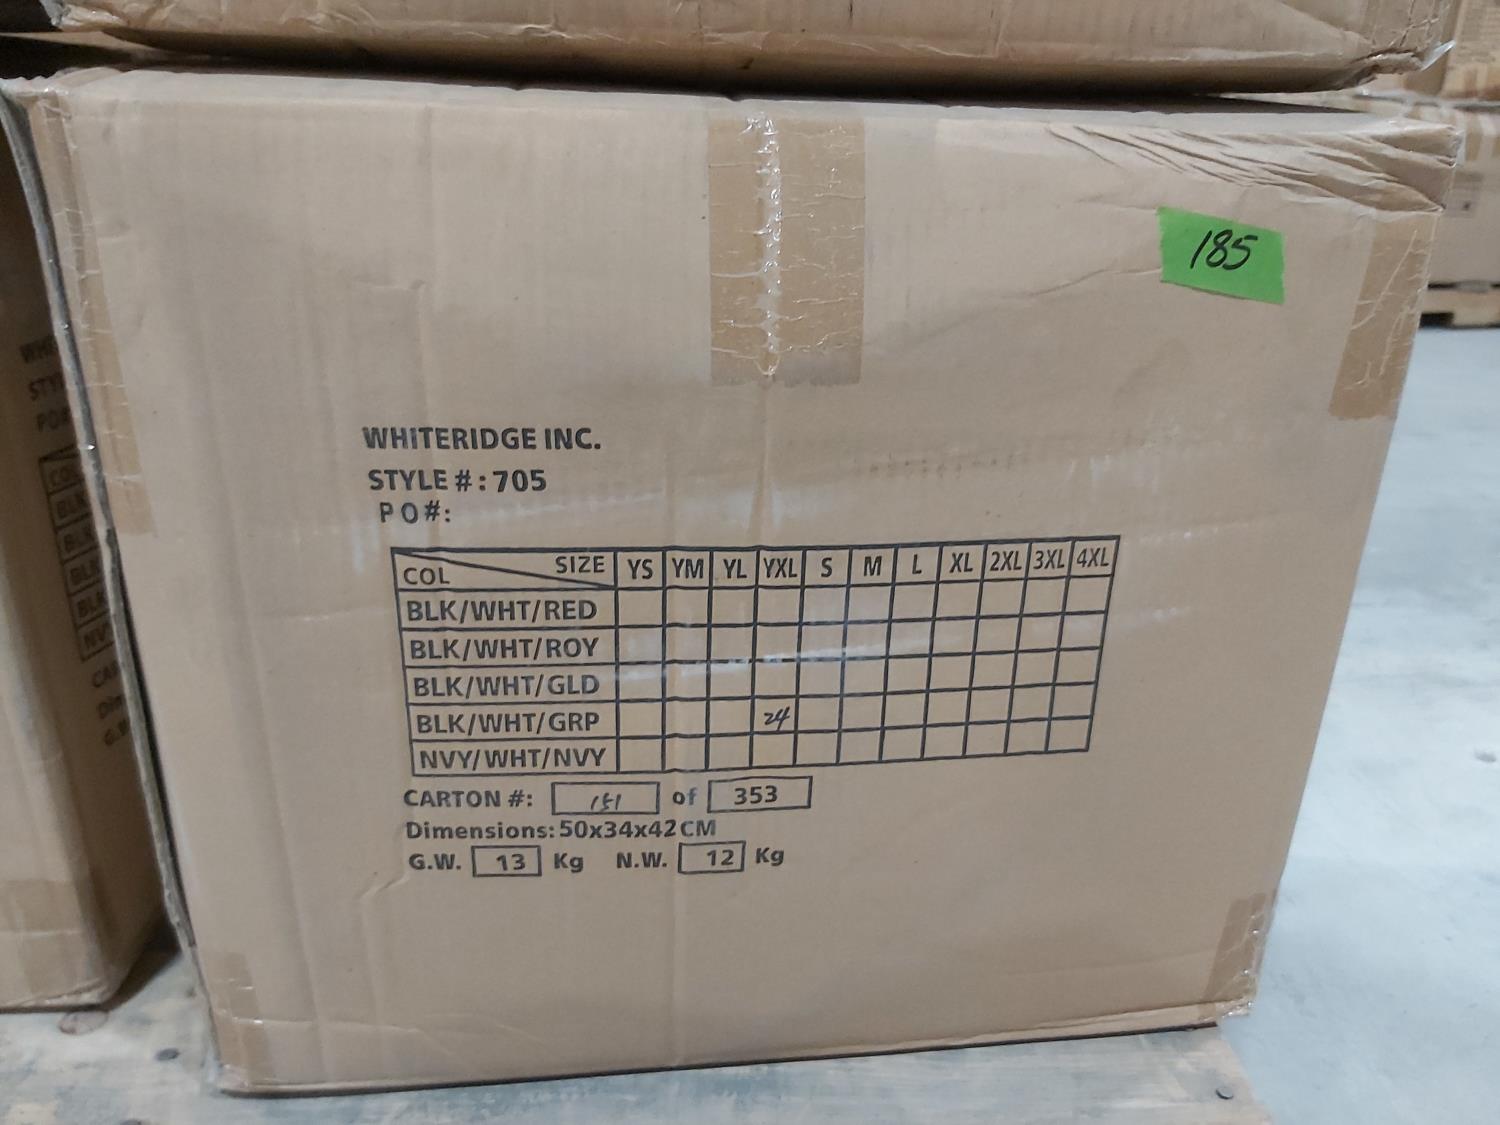 185
WHITERIDGE INC.
STYLE #: 705
PO#:
SIZE YS YM YL YXL S M L XL 2XL 3XL 4XL
COL
BLK/WHT/RED
BLK/WHT/ROY
BLK/WHT/GLD
BLK/WHT/GRP 24
NVY/WHT/NVY
CARTON #: 151 of 353
Dimensions: 50x34x42CM
G.W. 13 Kg N.W. 12 Kg